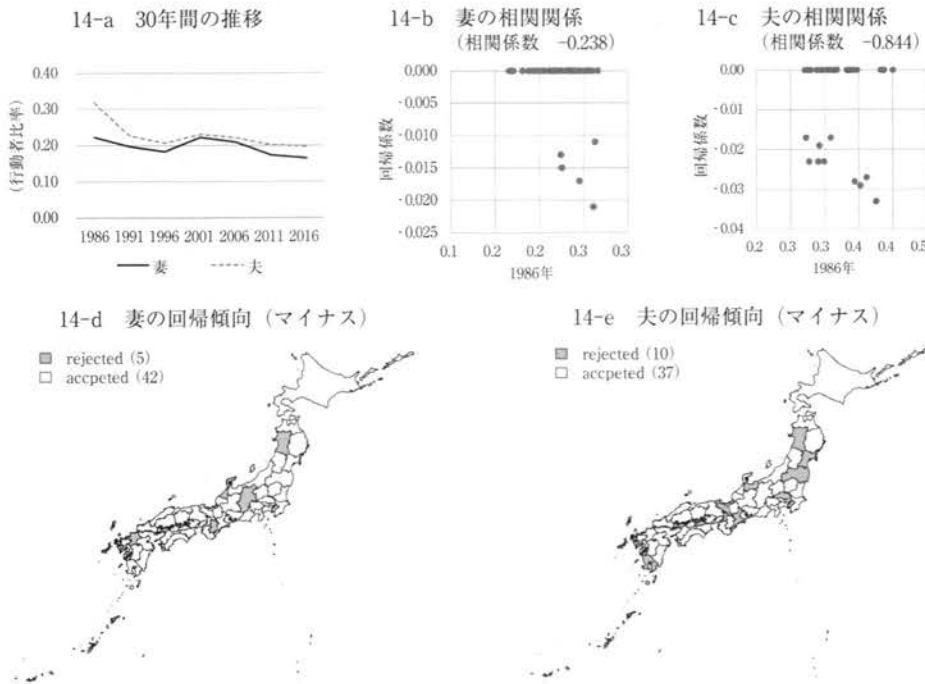 14-a 30年間の推移
(行動者比率)
0.40
0.30
0.20
0.10
0.00
1986 1991 1996 2001 2006 2011 2016
妻 夫
14-b 妻の相関関係
(相関係数 -0.238)
回帰係数
0.000
-0.005
-0.010
-0.015
-0.020
-0.025
0.1 0.2 0.2 0.3 0.3
1986年
14-c 夫の相関関係
(相関係数 -0.844)
回帰係数
0.00
-0.01
-0.02
-0.03
-0.04
0.2 0.3 0.3 0.4 0.4 0.5
1986年
14-d 妻の回帰傾向(マイナス)
rejected (5)
accpeted (42)
14-e 夫の回帰傾向(マイナス)
rejected (10)
accpeted (37)